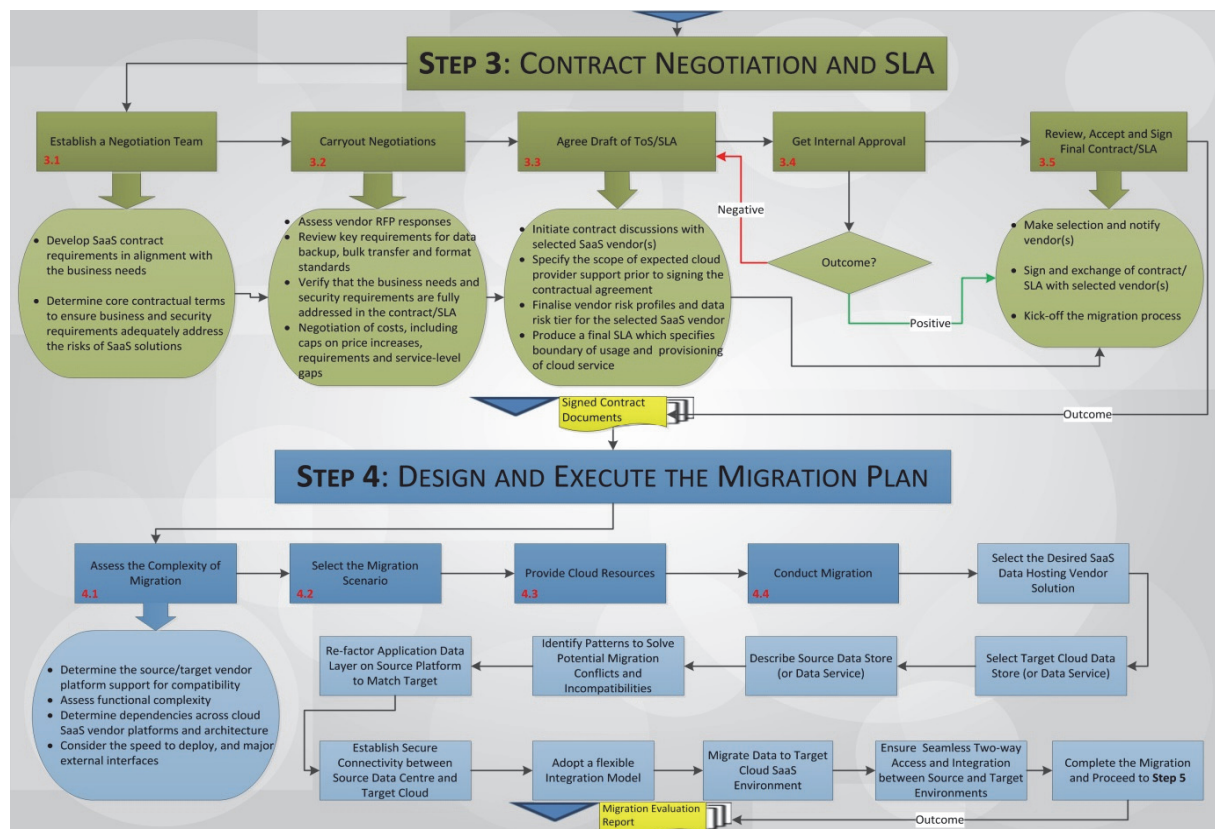 STEP 3: CONTRACT NEGOTIATION AND SLA
Establish a Negotiation Team
3.1
Carryout Negotiations
3.2
Agree Draft of ToS/SLA
3.3
Get Internal Approval
3.4
Review, Accept and Sign
Final Contract/SLA
3.5
Negative
• Develop SaaS contract
requirements in alignment with
the business needs
• Determine core contractual terms
to ensure business and security
requirements adequately address
the risks of SaaS solutions
• Assess vendor RFP responses
• Review key requirements for data
backup, bulk transfer and format
standards
• Verify that the business needs and
security requirements are fully
addressed in the contract/SLA
• Negotiation of costs, including
caps on price increases,
requirements and service-level
gaps
• Initiate contract discussions with
selected SaaS vendor(s)
• Specify the scope of expected cloud
provider support prior to signing the
contractual agreement
• Finalise vendor risk profiles and data
risk tier for the selected SaaS vendor
• Produce a final SLA which specifies
boundary of usage and provisioning
of cloud service
Outcome?
Positive
• Make selection and notify
vendor(s)
• Sign and exchange of contract/
SLA with selected vendor(s)
• Kick-off the migration process
Signed Contract
Documents
Outcome
STEP 4: DESIGN AND EXECUTE THE MIGRATION PLAN
Assess the Complexity of
Migration
4.1
Select the Migration
Scenario
4.2
Provide Cloud Resources
4.3
Conduct Migration
4.4
Select the Desired SaaS
Data Hosting Vendor
Solution
• Determine the source/target vendor
platform support for compatibility
• Assess functional complexity
• Determine dependencies across cloud
SaaS vendor platforms and architecture
• Consider the speed to deploy, and major
external interfaces
Re-factor Application Data
Layer on Source Platform
to Match Target
Identify Patterns to Solve
Potential Migration
Conflicts and
Incompatibilities
Describe Source Data Store
(or Data Service)
Select Target Cloud Data
Store (or Data Service)
Establish Secure
Connectivity between
Source Data Centre and
Target Cloud
Adopt a flexible
Integration Model
Migrate Data to Target
Cloud SaaS
Environment
Ensure Seamless Two-way
Access and Integration
between Source and Target
Environments
Complete the Migration
and Proceed to Step 5
Migration Evaluation
Report
Outcome